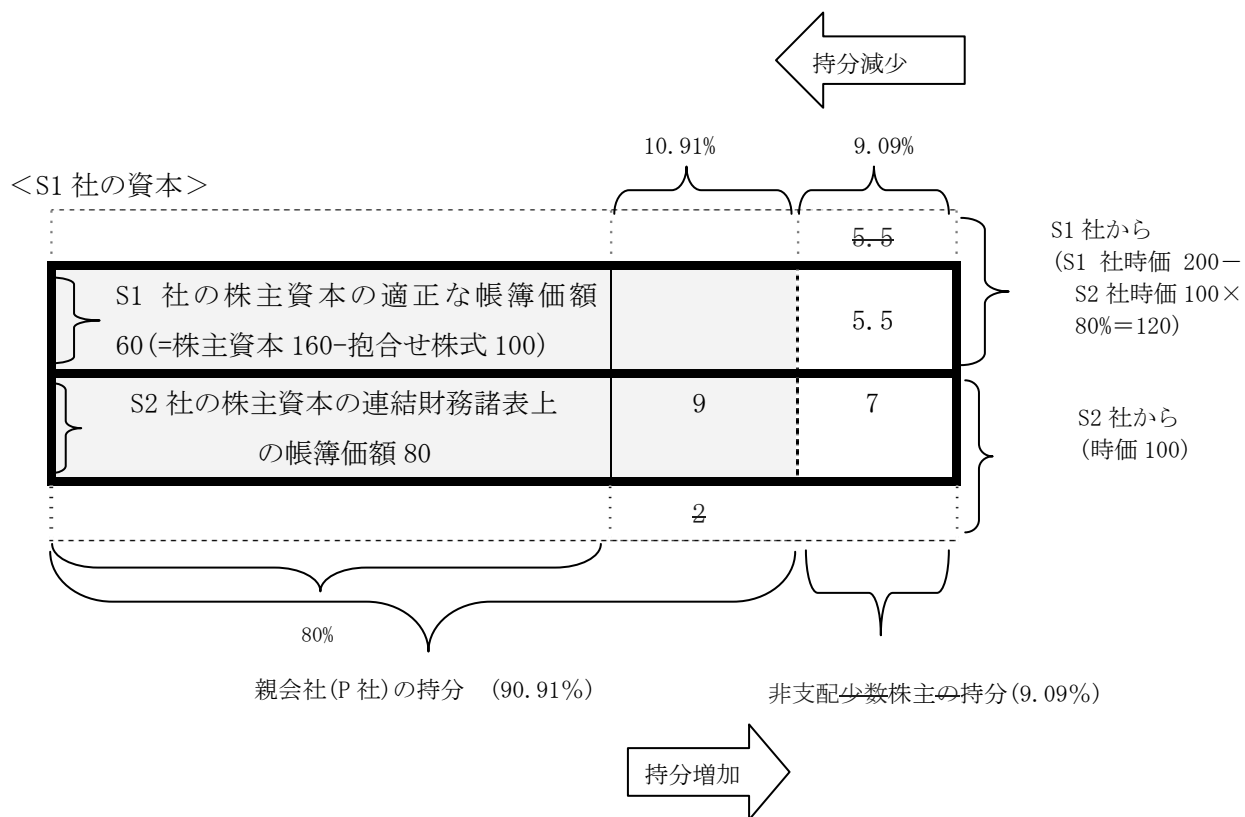 持分減少
10.91%
9.09%
＜S1 社の資本＞
5.5
S1 社から
(S1 社時価 200－
S2 社時価 100×
80%＝120)
S1 社の株主資本の適正な帳簿価額
60(=株主資本 160-抱合せ株式 100)
5.5
S2 社の株主資本の連結財務諸表上
の帳簿価額 80
9
7
S2 社から
(時価 100)
2
80%
親会社(P 社)の持分 (90.91%)
非支配少数株主の持分(9.09%)
持分増加